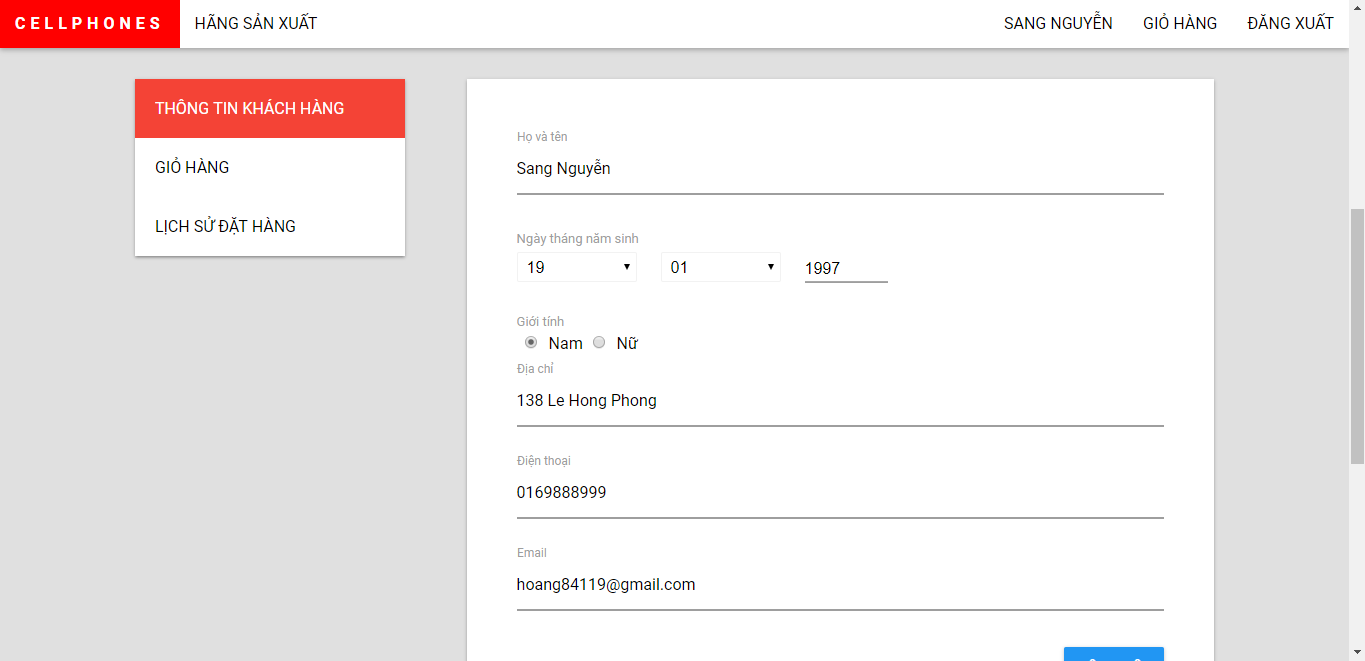 CELLPHONES HÃNG SẢN XUẤT SANG NGUYỄN GIỎ HÀNG ĐĂNG XUẤT
THÔNG TIN KHÁCH HÀNG
GIỎ HÀNG
LỊCH SỬ ĐẶT HÀNG
Họ và tên
Sang Nguyễn
Ngày tháng năm sinh
19 01 1997
Giới tính
Nam Nữ
Địa chỉ
138 Le Hong Phong
Điện thoại
0169888999
Email
hoang84119@gmail.com